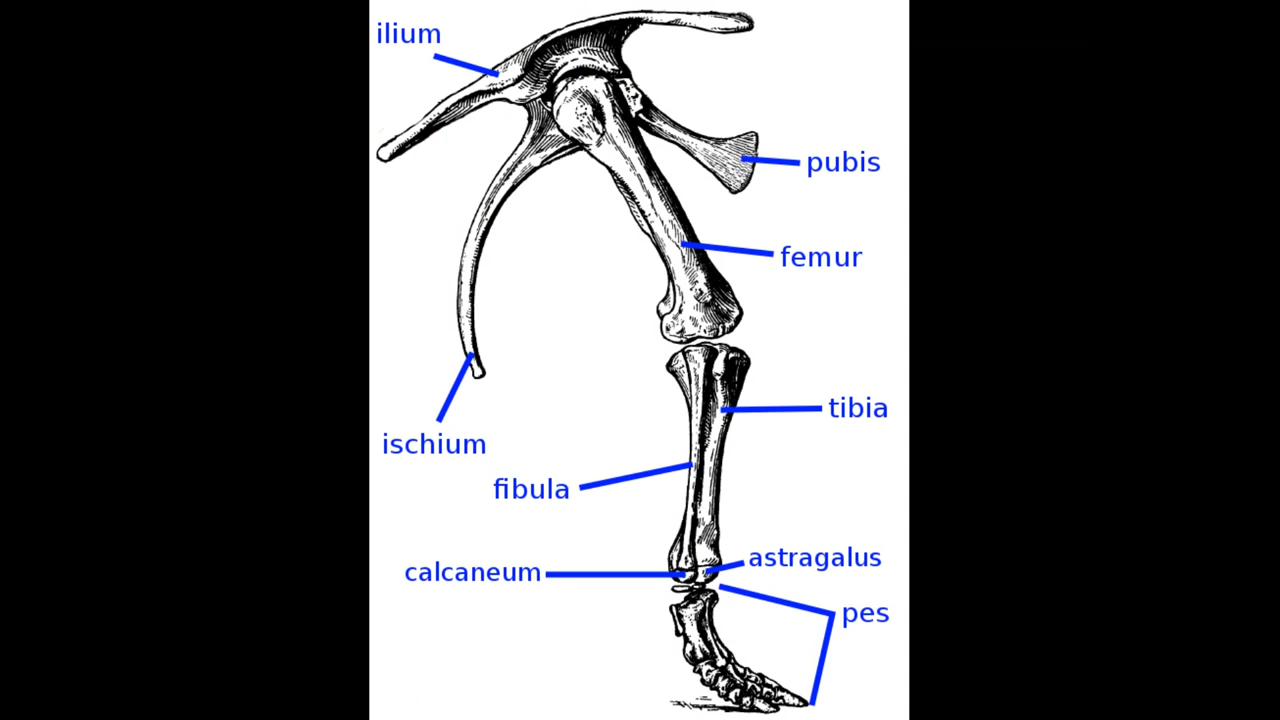 ilium
pubis
femur
tibia
ischium
fibula
astragalus
calcaneum
pes